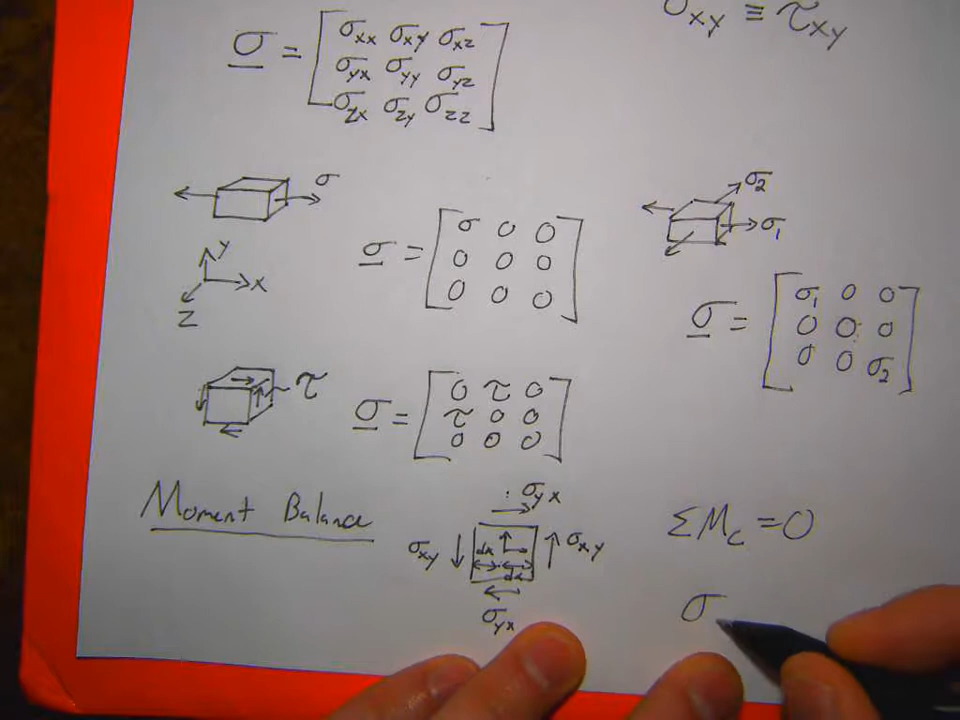 σxy ≡ τxy
σ = [σxx σxy σxz
σyx σyy σyz
σzx σzy σzz]
σ
σ2
σ1
y
x
z
σ = [σ 0 0
0 0 0
0 0 0]
σ = [σ1 0 0
0 0 0
0 0 σ2]
τ
σ = [0 τ 0
τ 0 0
0 0 0]
Moment Balance
σyx
σxy
σxy
dx
dx
σyx
ΣMc = 0
σ